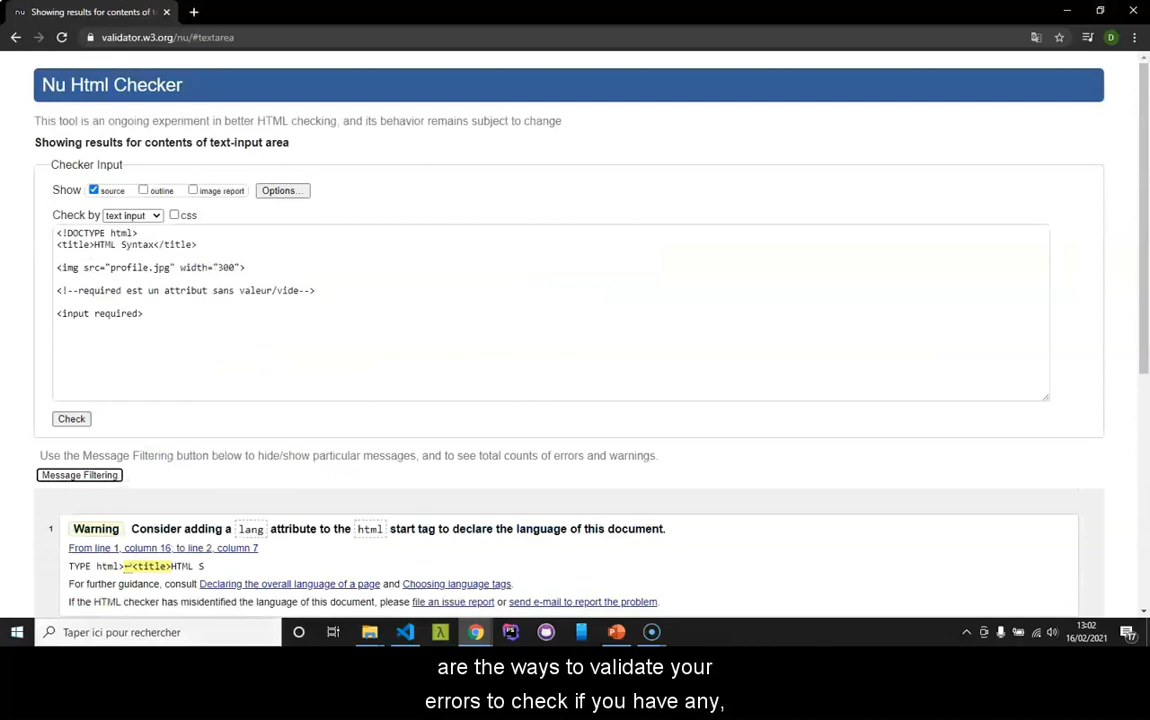 Showing results for contents of t
validator.w3.org/nu/#textarea
D
Nu Html Checker
This tool is an ongoing experiment in better HTML checking, and its behavior remains subject to change
Showing results for contents of text-input area
Checker Input
Show source outline image report Options...
Check by text input css
<!DOCTYPE html>
<title>HTML Syntax</title>
<img src="profile.jpg" width="300">
<!--required est un attribut sans valeur/vide-->
<input required>
Check
Use the Message Filtering button below to hide/show particular messages, and to see total counts of errors and warnings.
Message Filtering
1 Warning Consider adding a lang attribute to the html start tag to declare the language of this document.
From line 1, column 16; to line 2, column 7
TYPE html>↩<title>HTML S
For further guidance, consult Declaring the overall language of a page and Choosing language tags.
If the HTML checker has misidentified the language of this document, please file an issue report or send e-mail to report the problem.
Taper ici pour rechercher
13:02
16/02/2021
17
are the ways to validate your
errors to check if you have any,